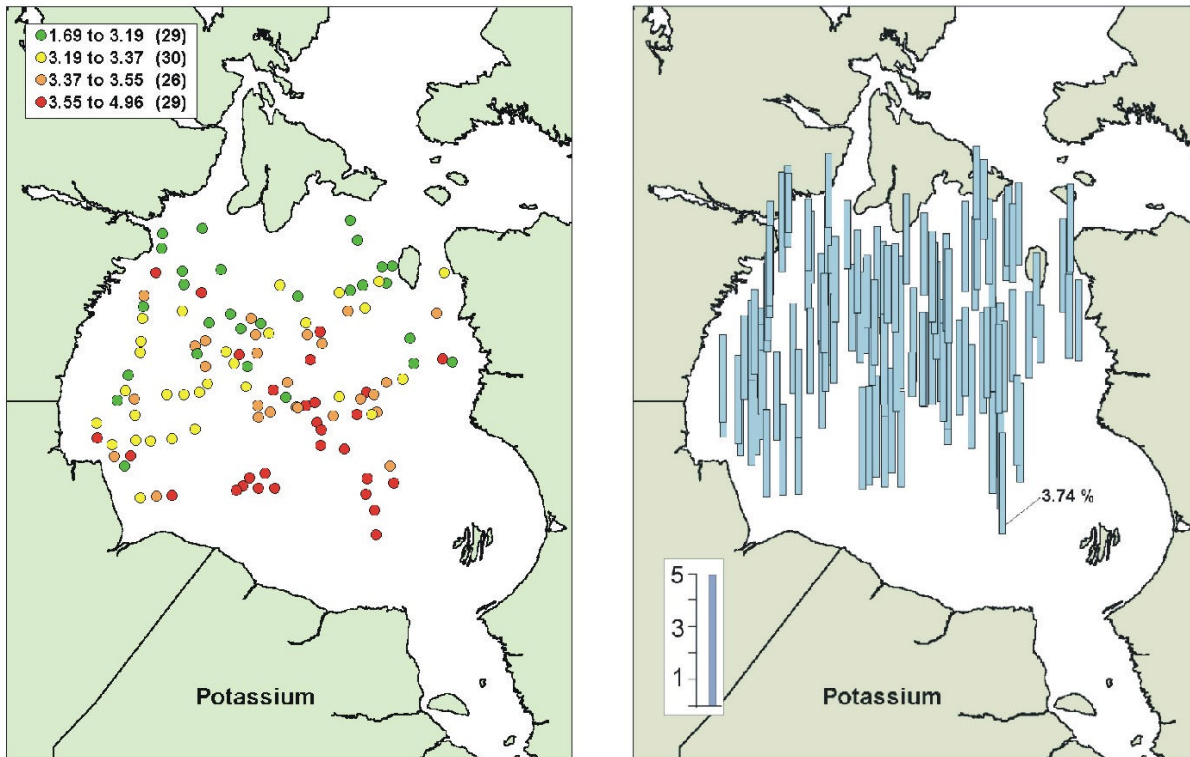 1.69 to 3.19 (29)
3.19 to 3.37 (30)
3.37 to 3.55 (26)
3.55 to 4.96 (29)
Potassium
3.74 %
5
3
1
Potassium